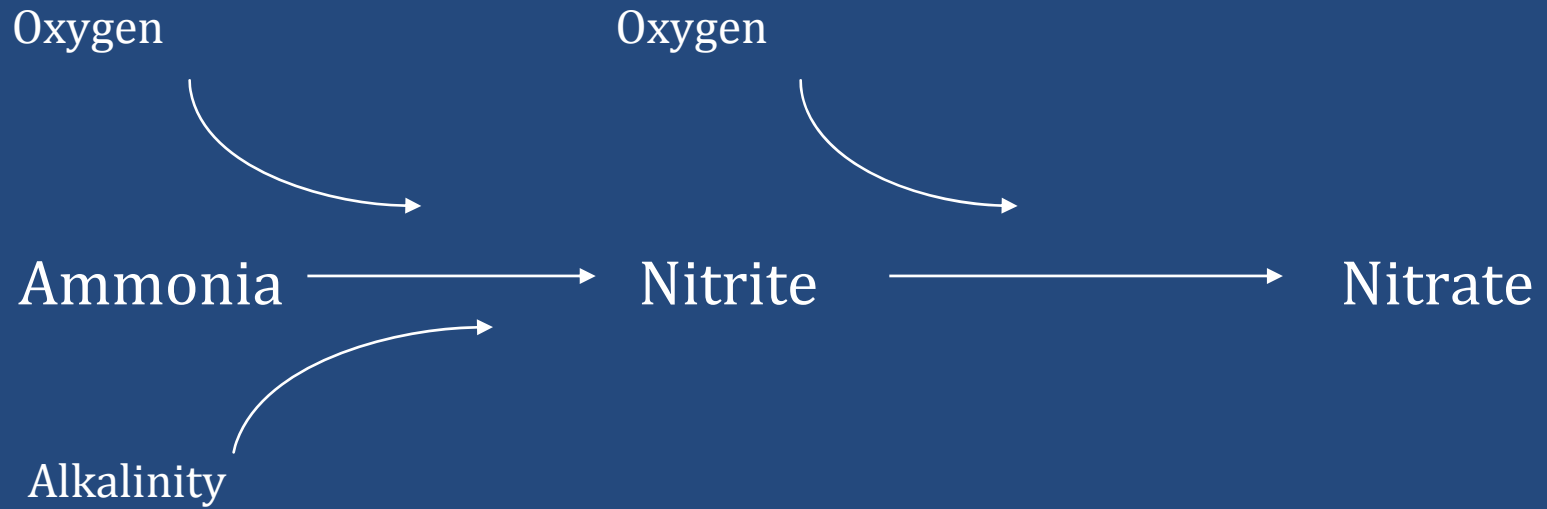 Oxygen
Oxygen
Ammonia
Nitrite
Nitrate
Alkalinity